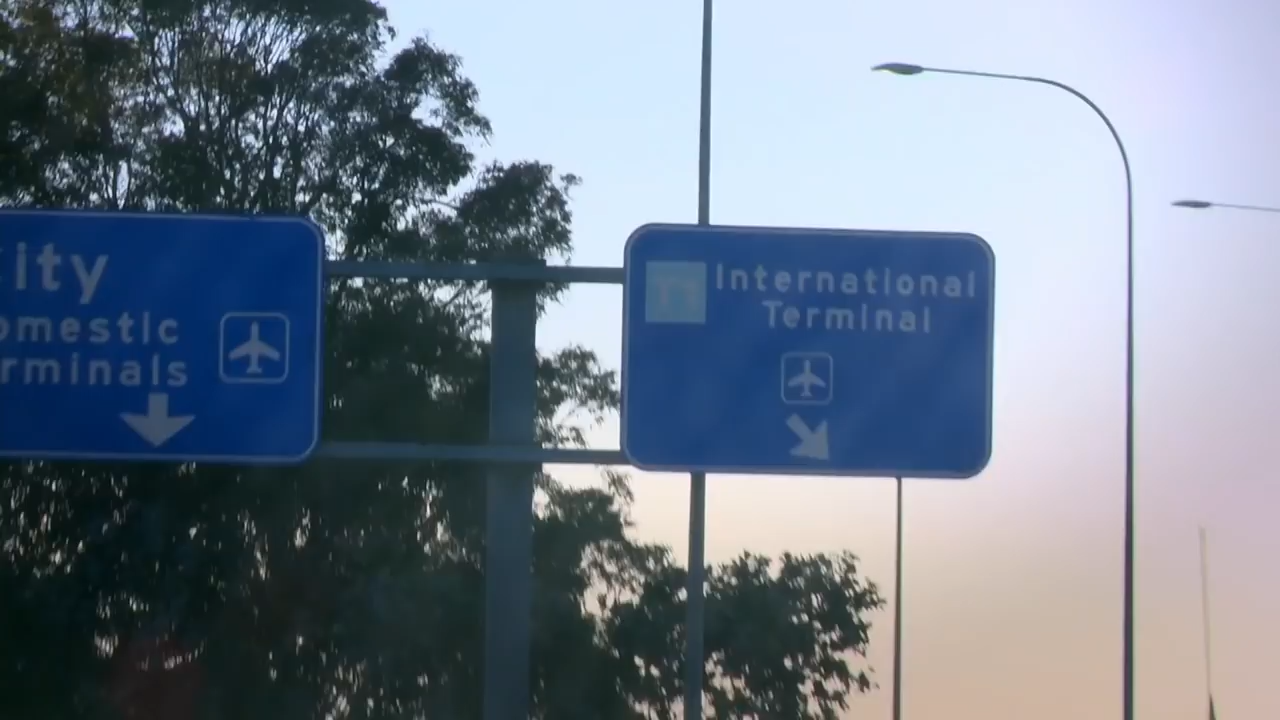 ity
omestic
rminals
International
Terminal